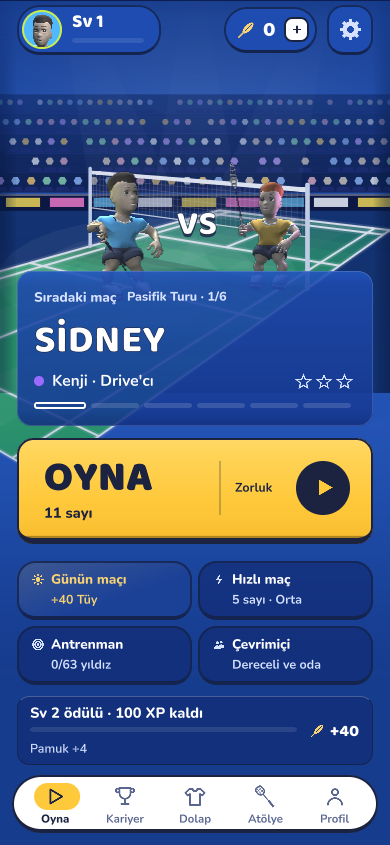 Sv 1
0 +
VS
Sıradaki maç Pasifik Turu · 1/6
SİDNEY
Kenji · Drive'cı
OYNA
11 sayı
Zorluk
Günün maçı
+40 Tüy
Hızlı maç
5 sayı · Orta
Antrenman
0/63 yıldız
Çevrimiçi
Dereceli ve oda
Sv 2 ödülü · 100 XP kaldı
+40
Pamuk +4
Oyna
Kariyer
Dolap
Atölye
Profil